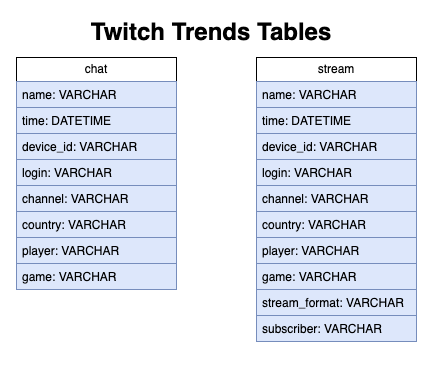 Twitch Trends Tables
chat
name: VARCHAR
time: DATETIME
device_id: VARCHAR
login: VARCHAR
channel: VARCHAR
country: VARCHAR
player: VARCHAR
game: VARCHAR
stream
name: VARCHAR
time: DATETIME
device_id: VARCHAR
login: VARCHAR
channel: VARCHAR
country: VARCHAR
player: VARCHAR
game: VARCHAR
stream_format: VARCHAR
subscriber: VARCHAR